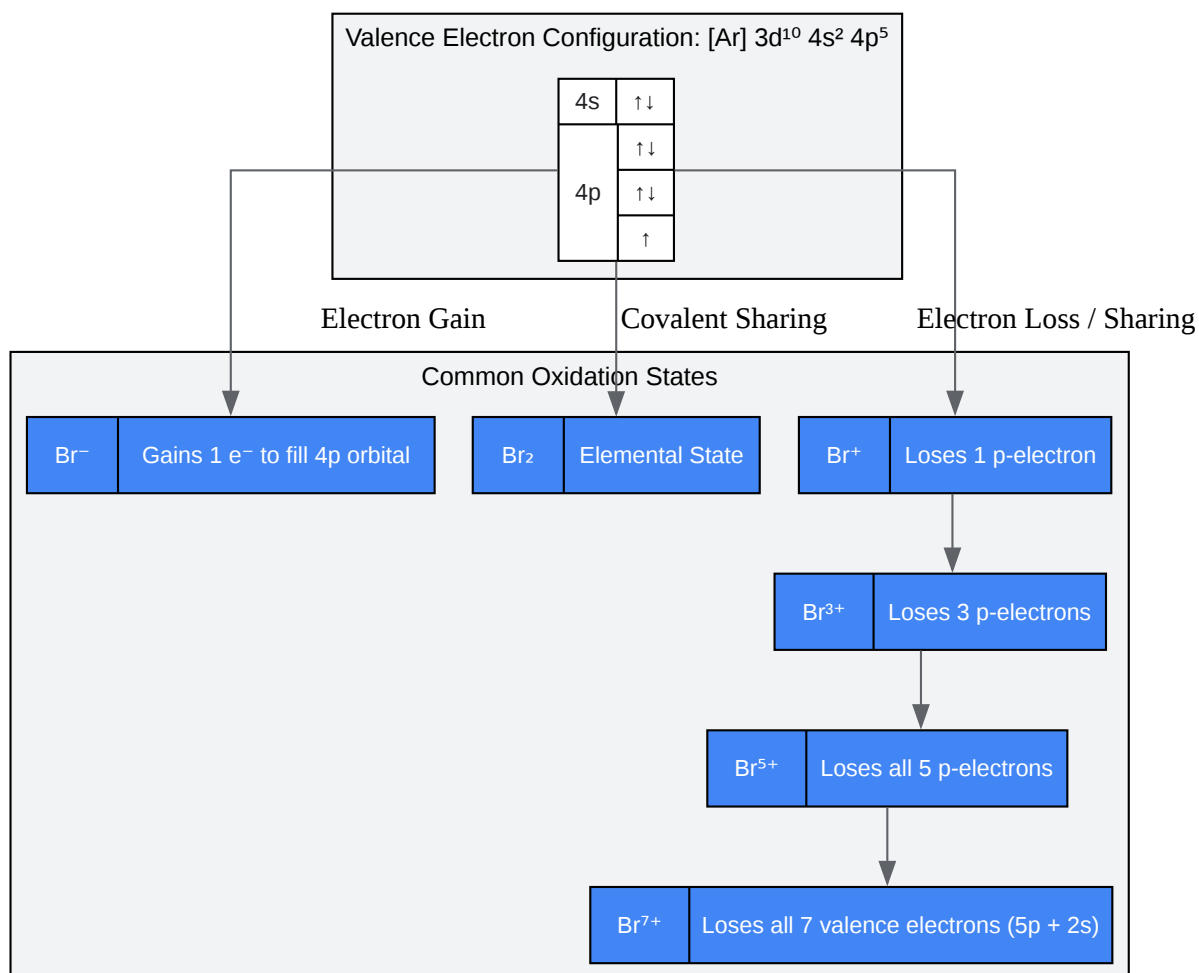 Valence Electron Configuration: [Ar] 3d¹⁰ 4s² 4p⁵
4s ↑↓
↑↓
4p ↑↓
↑
Electron Gain Covalent Sharing Electron Loss / Sharing
Common Oxidation States
Br⁻ Gains 1 e⁻ to fill 4p orbital Br₂ Elemental State Br⁺ Loses 1 p-electron
Br³⁺ Loses 3 p-electrons
Br⁵⁺ Loses all 5 p-electrons
Br⁷⁺ Loses all 7 valence electrons (5p + 2s)